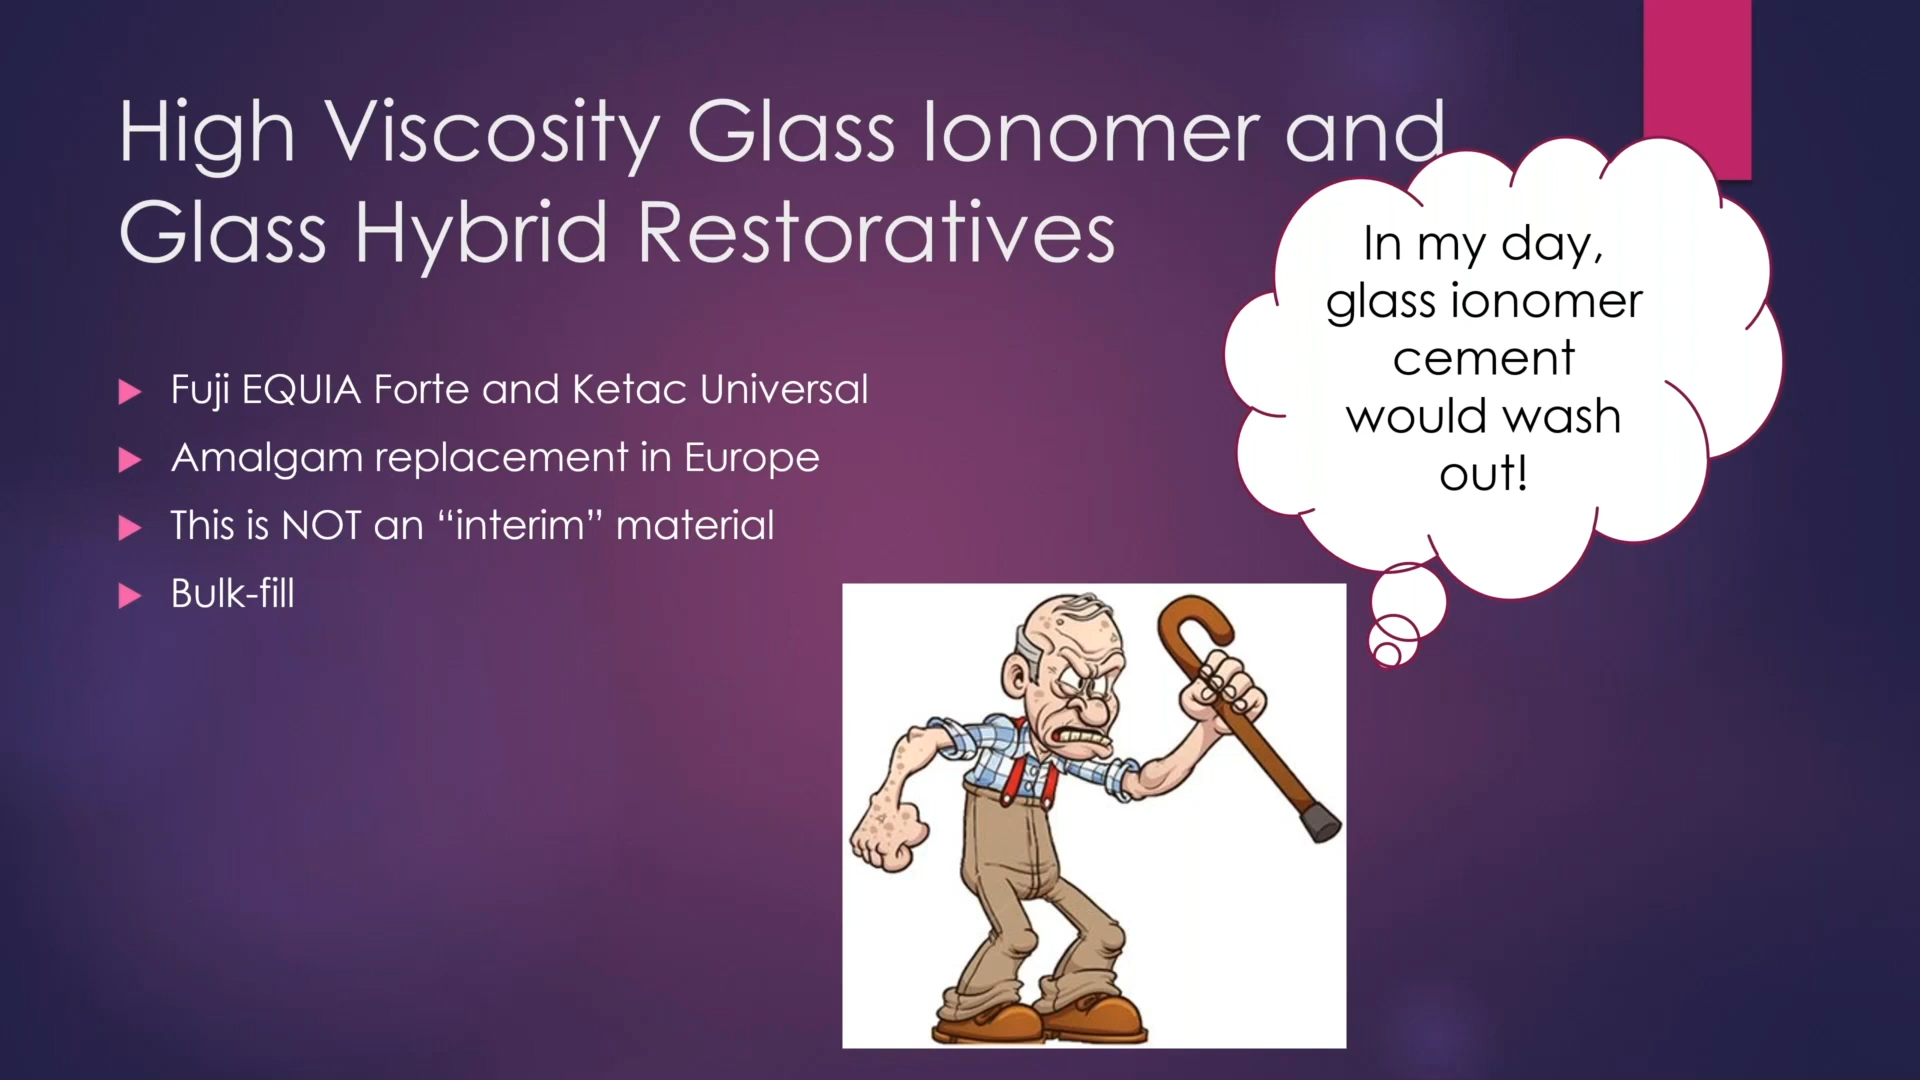 High Viscosity Glass Ionomer and
Glass Hybrid Restoratives
Fuji EQUIA Forte and Ketac Universal
Amalgam replacement in Europe
This is NOT an “interim” material
Bulk-fill
In my day,
glass ionomer
cement
would wash
out!